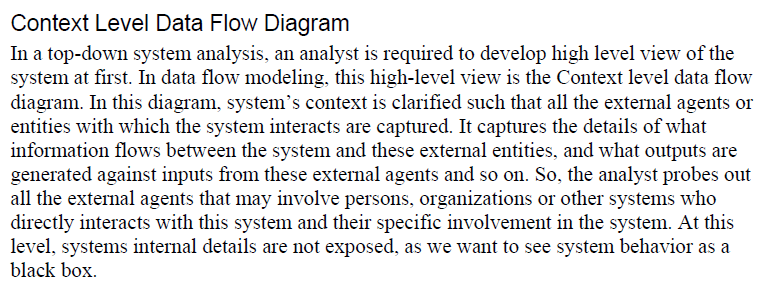 Context Level Data Flow Diagram
In a top-down system analysis, an analyst is required to develop high level view of the
system at first. In data flow modeling, this high-level view is the Context level data flow
diagram. In this diagram, system's context is clarified such that all the external agents or
entities with which the system interacts are captured. It captures the details of what
information flows between the system and these external entities, and what outputs are
generated against inputs from these external agents and so on. So, the analyst probes out
all the external agents that may involve persons, organizations or other systems who
directly interacts with this system and their specific involvement in the system. At this
level, systems internal details are not exposed, as we want to see system behavior as a
black box.